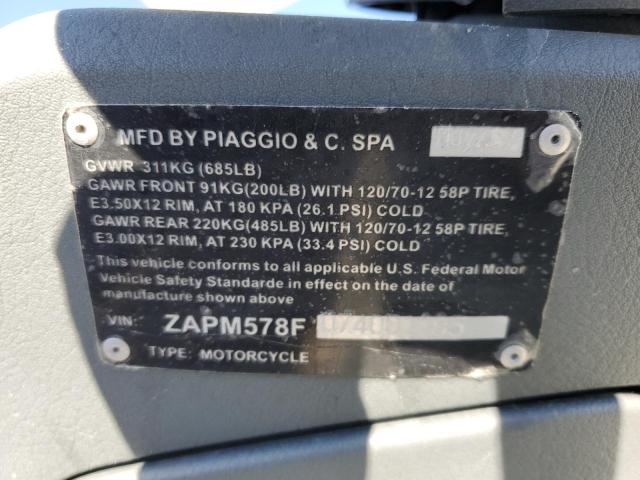 MFD BY PIAGGIO & C. SPA
GVWR 311KG (685LB)
GAWR FRONT 91KG(200LB) WITH 120/70-12 58P TIRE,
E3.50X12 RIM, AT 180 KPA (26.1 PSI) COLD
GAWR REAR 220KG(485LB) WITH 120/70-12 58P TIRE,
E3.00X12 RIM, AT 230 KPA (33.4 PSI) COLD
This vehicle conforms to all applicable U.S. Federal Motor
Vehicle Safety Standarde in effect on the date of
manufacture shown above
VIN: ZAPM578F
TYPE: MOTORCYCLE